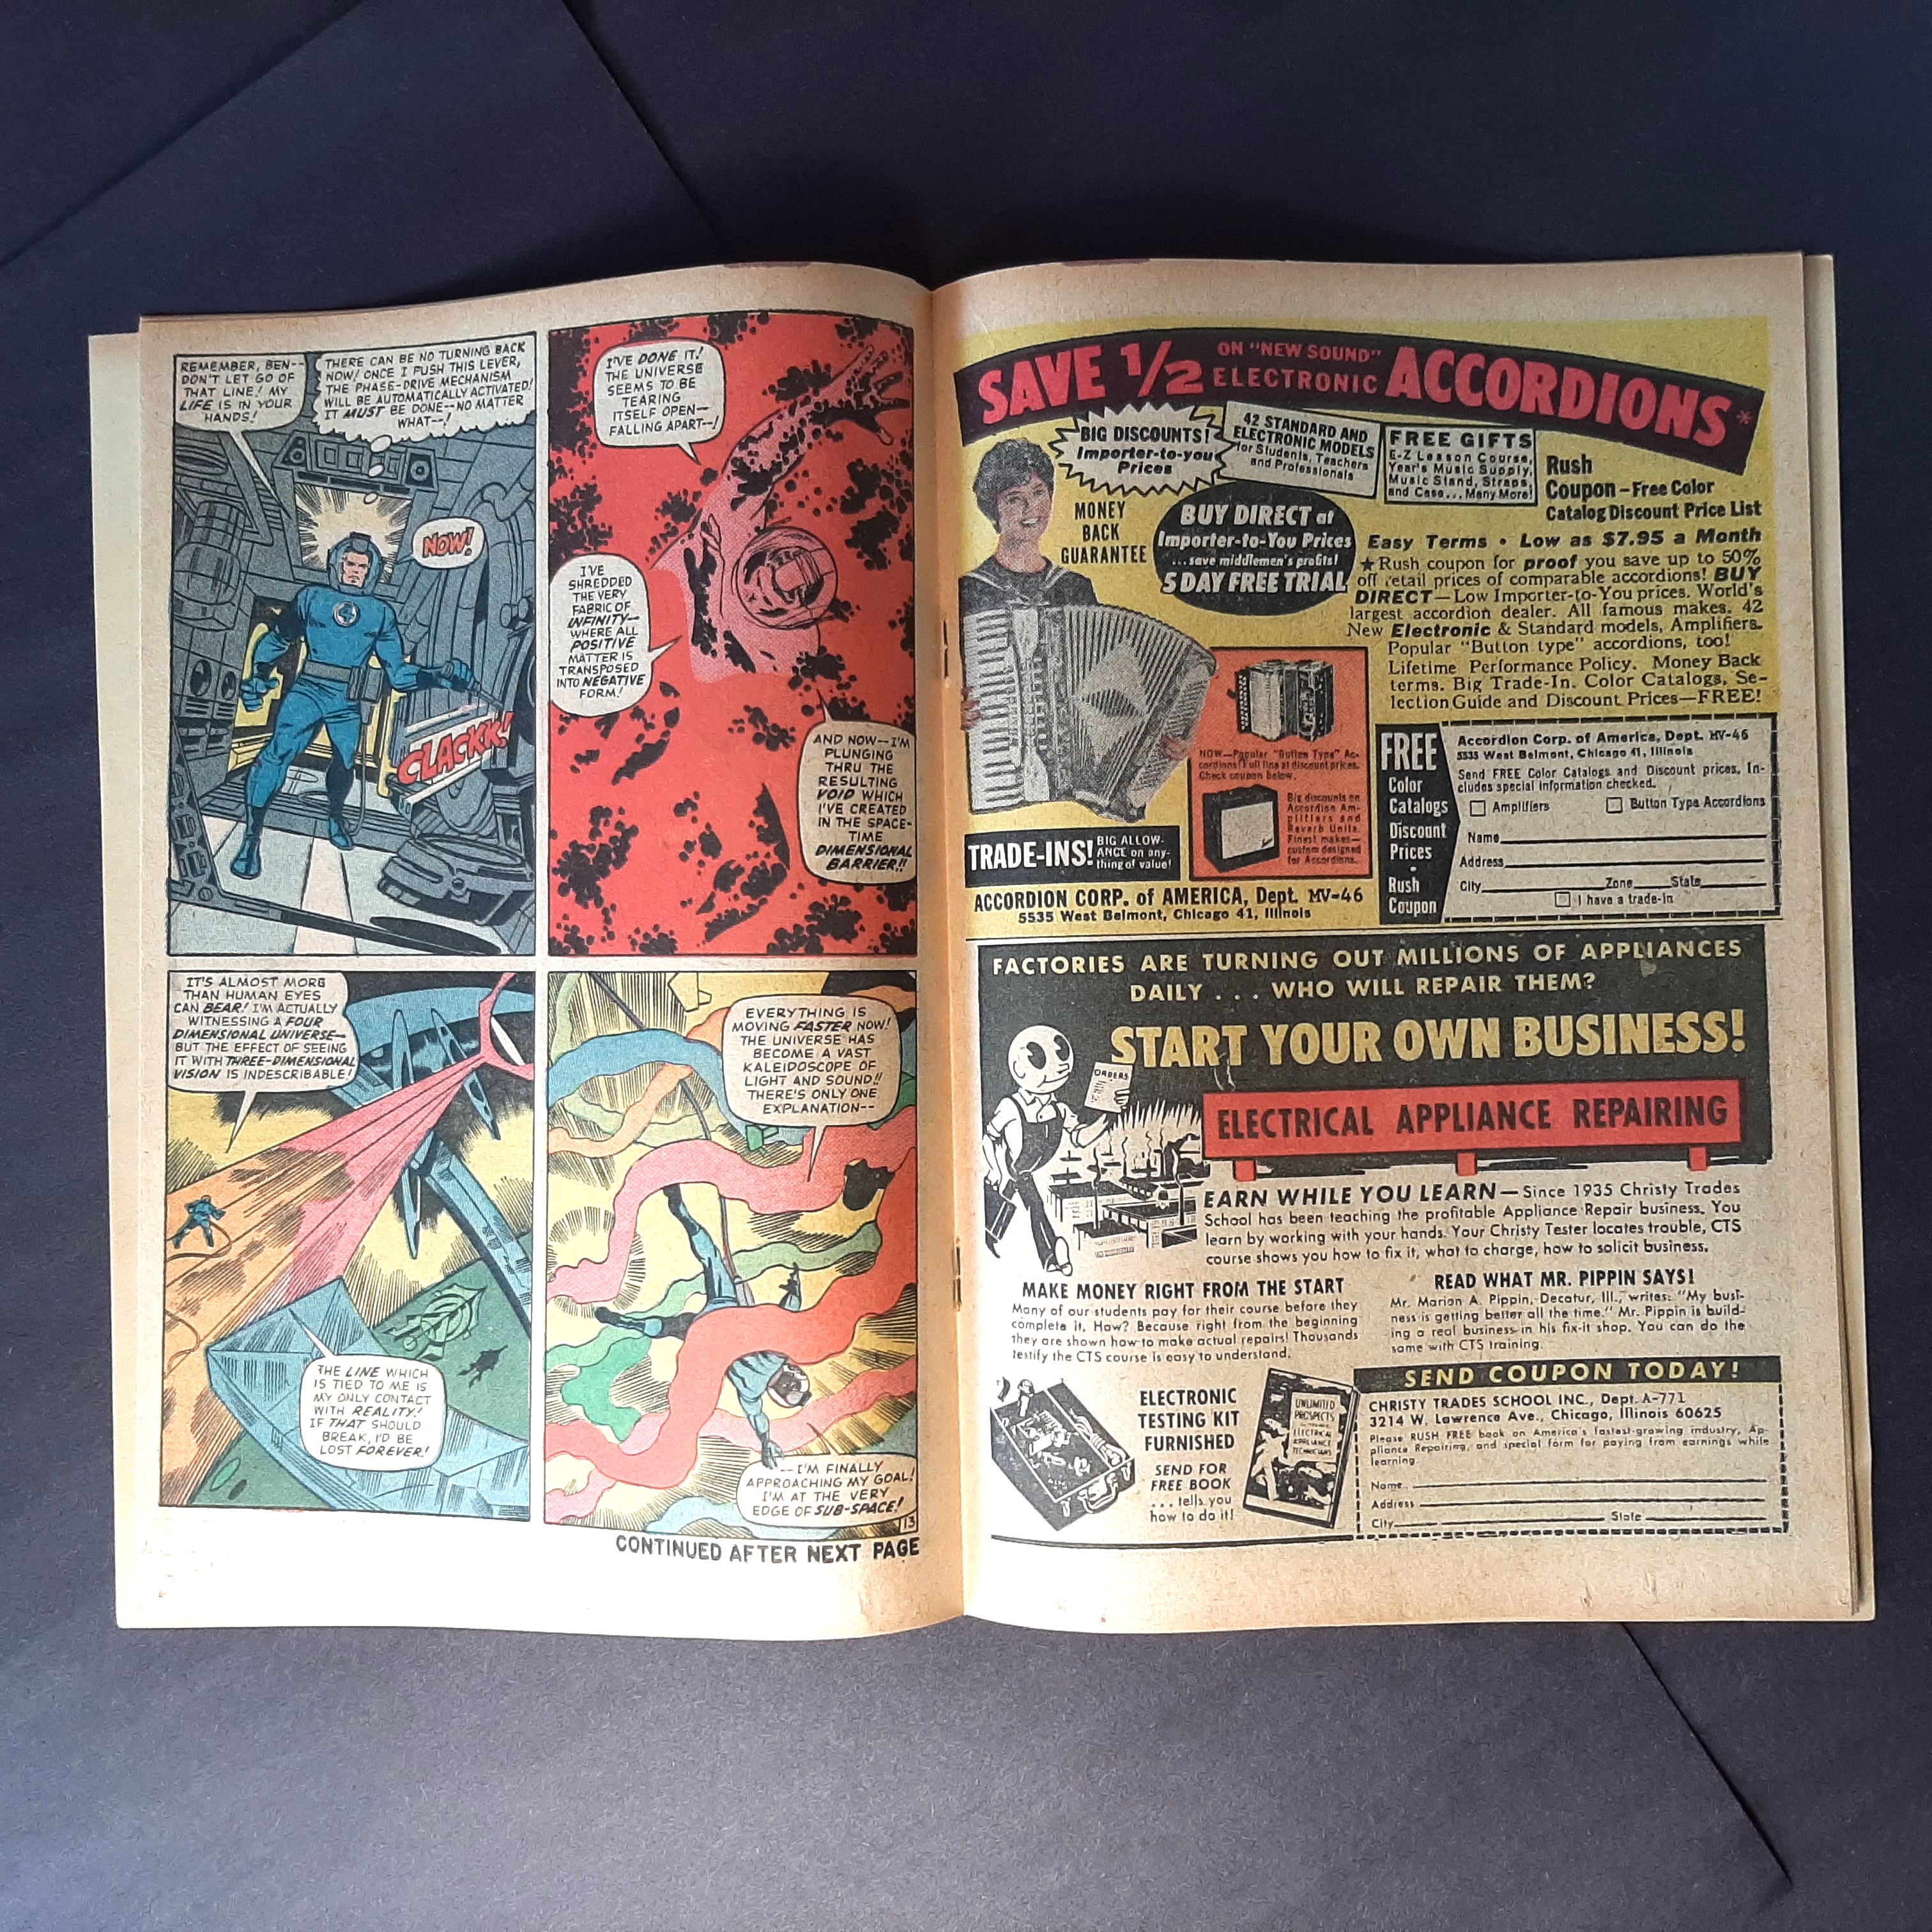 REMEMBER, BEN--
DON'T LET GO OF
THAT LINE! MY
LIFE IS IN YOUR
HANDS!
THERE CAN BE NO TURNING BACK
NOW! ONCE I PUSH THIS LEVER,
THE PHASE-DRIVE MECHANISM
WILL BE AUTOMATICALLY ACTIVATED!
IT MUST BE DONE--NO MATTER
WHAT--!
NOW!
4
CLACKK!
I'VE DONE IT!
THE UNIVERSE
SEEMS TO BE
TEARING
ITSELF OPEN--
FALLING APART--!
I'VE
SHREDDED
THE VERY
FABRIC OF
INFINITY--
WHERE ALL
POSITIVE
MATTER IS
TRANSPOSED
INTO NEGATIVE
FORM!
AND NOW--I'M
PLUNGING
THRU THE
RESULTING
VOID WHICH
I'VE CREATED
IN THE SPACE-
TIME
DIMENSIONAL
BARRIER!!
IT'S ALMOST MORE
THAN HUMAN EYES
CAN BEAR! I'M ACTUALLY
WITNESSING A FOUR
DIMENSIONAL UNIVERSE--
BUT THE EFFECT OF SEEING
IT WITH THREE-DIMENSIONAL
VISION IS INDESCRIBABLE!
THE LINE WHICH
IS TIED TO ME IS
MY ONLY CONTACT
WITH REALITY!
IF THAT SHOULD
BREAK, I'D BE
LOST FOREVER!
EVERYTHING IS
MOVING FASTER NOW!
THE UNIVERSE HAS
BECOME A VAST
KALEIDOSCOPE OF
LIGHT AND SOUND!!
THERE'S ONLY ONE
EXPLANATION--
--I'M FINALLY
APPROACHING MY GOAL!
I'M AT THE VERY
EDGE OF SUB-SPACE!
13
CONTINUED AFTER NEXT PAGE
SAVE 1/2 ON "NEW SOUND" ELECTRONIC ACCORDIONS*
BIG DISCOUNTS!
Importer-to-you
Prices
42 STANDARD AND
ELECTRONIC MODELS
for Students, Teachers
and Professionals
FREE GIFTS
E-Z Lesson Course,
Year's Music Supply,
Music Stand, Straps,
and Case... Many More!
Rush
Coupon – Free Color
Catalog Discount Price List
MONEY
BACK
GUARANTEE
BUY DIRECT at
Importer-to-You Prices
...save middlemen's profits!
5 DAY FREE TRIAL
Easy Terms • Low as $7.95 a Month
★Rush coupon for proof you save up to 50%
off retail prices of comparable accordions! BUY
DIRECT—Low Importer-to-You prices. World's
largest accordion dealer. All famous makes. 42
New Electronic & Standard models, Amplifiers.
Popular "Button type" accordions, too!
Lifetime Performance Policy. Money Back
terms. Big Trade-In. Color Catalogs, Se-
lection Guide and Discount Prices—FREE!
NOW—Popular "Button Type" Ac-
cordions! Full line at discount prices.
Check coupon below.
Big discounts on
Accordion Am-
plifiers and
Reverb Units.
Finest makes—
custom designed
for Accordions.
TRADE-INS! BIG ALLOW-
ANCE on any-
thing of value!
ACCORDION CORP. of AMERICA, Dept. MV-46
5535 West Belmont, Chicago 41, Illinois
FREE
Color
Catalogs
Discount
Prices
Rush
Coupon
Accordion Corp. of America, Dept. MV-46
5535 West Belmont, Chicago 41, Illinois
Send FREE Color Catalogs and Discount prices. In-
cludes special information checked.
Amplifiers Button Type Accordions
Name
Address
City Zone State
I have a trade-in
FACTORIES ARE TURNING OUT MILLIONS OF APPLIANCES
DAILY . . . WHO WILL REPAIR THEM?
START YOUR OWN BUSINESS!
ORDERS
ELECTRICAL APPLIANCE REPAIRING
EARN WHILE YOU LEARN—Since 1935 Christy Trades
School has been teaching the profitable Appliance Repair business. You
learn by working with your hands. Your Christy Tester locates trouble, CTS
course shows you how to fix it, what to charge, how to solicit business.
MAKE MONEY RIGHT FROM THE START
Many of our students pay for their course before they
complete it. How? Because right from the beginning
they are shown how to make actual repairs! Thousands
testify the CTS course is easy to understand.
READ WHAT MR. PIPPIN SAYS!
Mr. Marion A. Pippin, Decatur, Ill., writes: "My busi-
ness is getting better all the time." Mr. Pippin is build-
ing a real business in his fix-it shop. You can do the
same with CTS training.
ELECTRONIC
TESTING KIT
FURNISHED
SEND FOR
FREE BOOK
. . . tells you
how to do it!
UNLIMITED
PROSPECTS
ELECTRICAL
APPLIANCE
TECHNICIANS
SEND COUPON TODAY!
CHRISTY TRADES SCHOOL INC., Dept. A-771
3214 W. Lawrence Ave., Chicago, Illinois 60625
Please RUSH FREE book on America's fastest-growing industry, Ap-
pliance Repairing, and special form for paying from earnings while
learning.
Name
Address
City State